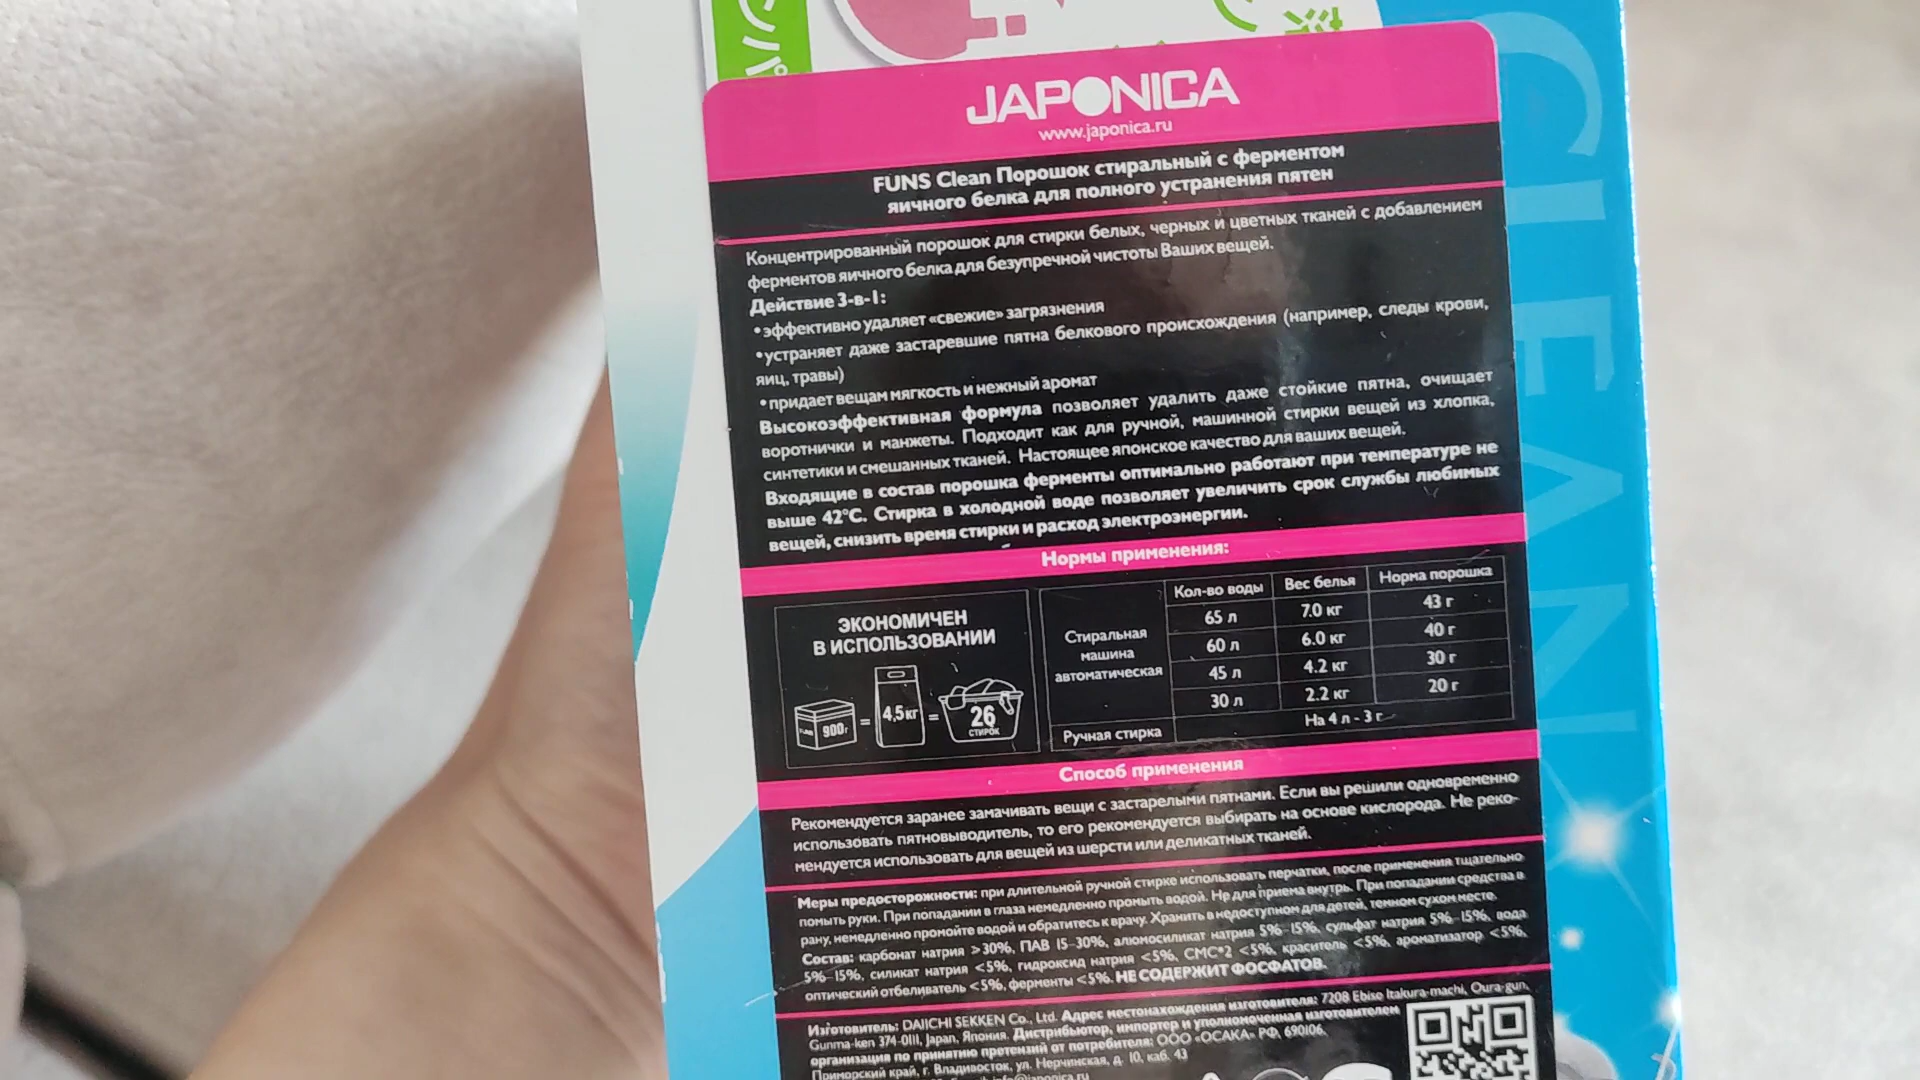 JAPONICA
www.japonica.ru
FUNS Clean Порошок стиральный с ферментом
яичного белка для полного устранения пятен
Концентрированный порошок для стирки белых, черных и цветных тканей с добавлением
ферментов яичного белка для безупречной чистоты Ваших вещей.
Действие 3-в-1:
•эффективно удаляет «свежие» загрязнения
•устраняет даже застаревшие пятна белкового происхождения (например, следы крови,
яиц, травы)
•придает вещам мягкость и нежный аромат
Высокоэффективная формула позволяет удалить даже стойкие пятна, очищает
воротнички и манжеты. Подходит как для ручной, машинной стирки вещей из хлопка,
синтетики и смешанных тканей. Настоящее японское качество для ваших вещей.
Входящие в состав порошка ферменты оптимально работают при температуре не
выше 42°С. Стирка в холодной воде позволяет увеличить срок службы любимых
вещей, снизить время стирки и расход электроэнергии.
Нормы применения:
ЭКОНОМИЧЕН
В ИСПОЛЬЗОВАНИИ
FUNS 900г = 4,5кг = 26
СТИРОК
Кол-во воды Вес белья Норма порошка
Стиральная
машина
автоматическая
65 л 7.0 кг 43 г
60 л 6.0 кг 40 г
45 л 4.2 кг 30 г
30 л 2.2 кг 20 г
Ручная стирка На 4 л - 3 г
Способ применения
Рекомендуется заранее замачивать вещи с застарелыми пятнами. Если вы решили одновременно
использовать пятновыводитель, то его рекомендуется выбирать на основе кислорода. Не реко-
мендуется использовать для вещей из шерсти или деликатных тканей.
Меры предосторожности: при длительной ручной стирке использовать перчатки, после применения тщательно
помыть руки. При попадании в глаза немедленно промыть водой. Не для приема внутрь. При попадании средства в
рану, немедленно промойте водой и обратитесь к врачу. Хранить в недоступном для детей, темном сухом месте.
Состав: карбонат натрия >30%, ПАВ 15-30%, алюмосиликат натрия 5%-15%, сульфат натрия 5%-15%, вода
5%-15%, силикат натрия <5%, гидроксид натрия <5%, СМС*2 <5%, краситель <5%, ароматизатор <5%,
оптический отбеливатель <5%, ферменты <5%. НЕ СОДЕРЖИТ ФОСФАТОВ.
Изготовитель: DAIICHI SEKKEN Co., Ltd. Адрес местонахождения изготовителя: 7208 Ebise Itakura-machi, Oura-gun,
Gunma-ken 374-0111, Japan, Япония. Дистрибьютор, импортер и уполномоченная изготовителем
организация по принятию претензий от потребителя: ООО «ОСАКА» РФ, 690106,
Приморский край, г. Владивосток, ул. Нерчинская, д. 10, каб. 43
info@japonica.ru
CLEAN